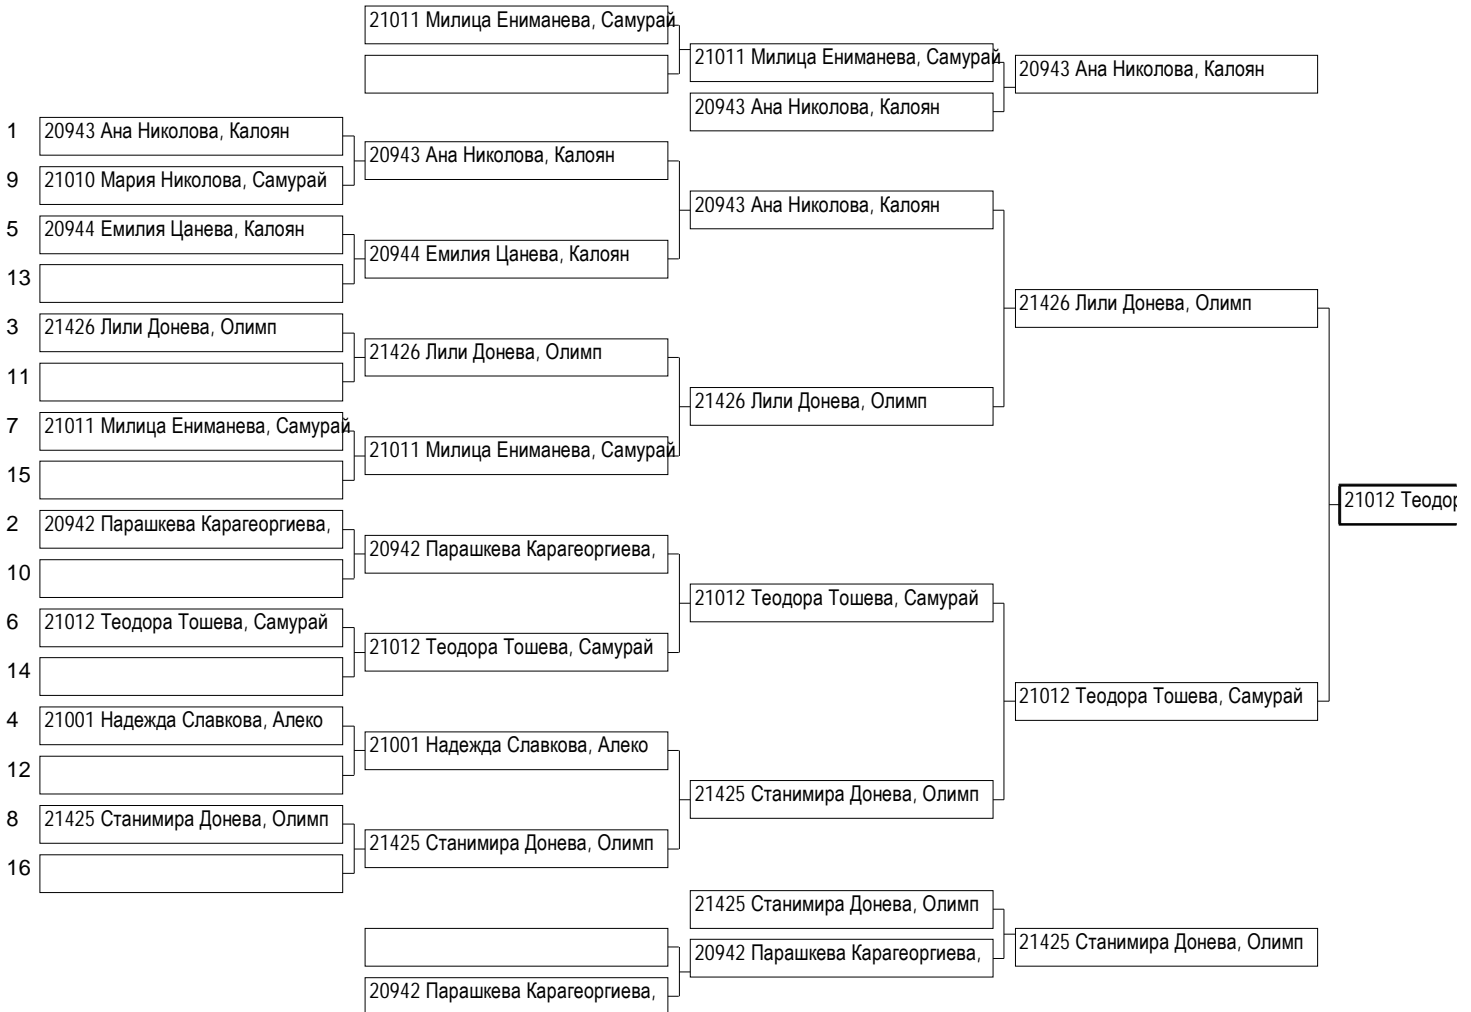 21011 Милица Ениманева, Самурай
21011 Милица Ениманева, Самурай
20943 Ана Николова, Калоян
20943 Ана Николова, Калоян
1 20943 Ана Николова, Калоян
20943 Ана Николова, Калоян
9 21010 Мария Николова, Самурай
20943 Ана Николова, Калоян
5 20944 Емилия Цанева, Калоян
20944 Емилия Цанева, Калоян
13
21426 Лили Донева, Олимп
3 21426 Лили Донева, Олимп
21426 Лили Донева, Олимп
11
21426 Лили Донева, Олимп
7 21011 Милица Ениманева, Самурай
21011 Милица Ениманева, Самурай
15
21012 Теодор
2 20942 Парашкева Карагеоргиева,
20942 Парашкева Карагеоргиева,
10
21012 Теодора Тошева, Самурай
6 21012 Теодора Тошева, Самурай
21012 Теодора Тошева, Самурай
14
21012 Теодора Тошева, Самурай
4 21001 Надежда Славкова, Алеко
21001 Надежда Славкова, Алеко
12
21425 Станимира Донева, Олимп
8 21425 Станимира Донева, Олимп
21425 Станимира Донева, Олимп
16
21425 Станимира Донева, Олимп
21425 Станимира Донева, Олимп
20942 Парашкева Карагеоргиева,
20942 Парашкева Карагеоргиева,